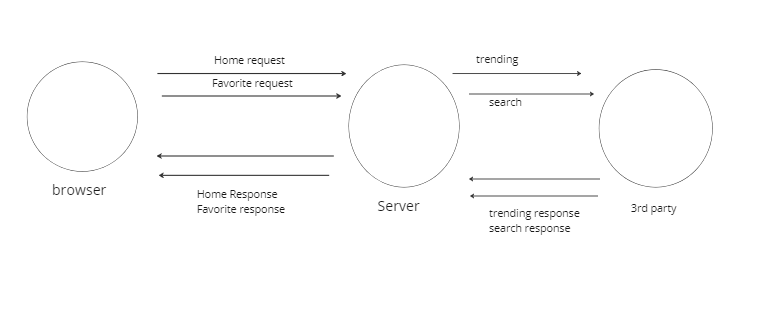 Home request
trending
Favorite request
search
browser
Home Response
Favorite response
Server
trending response
search response
3rd party